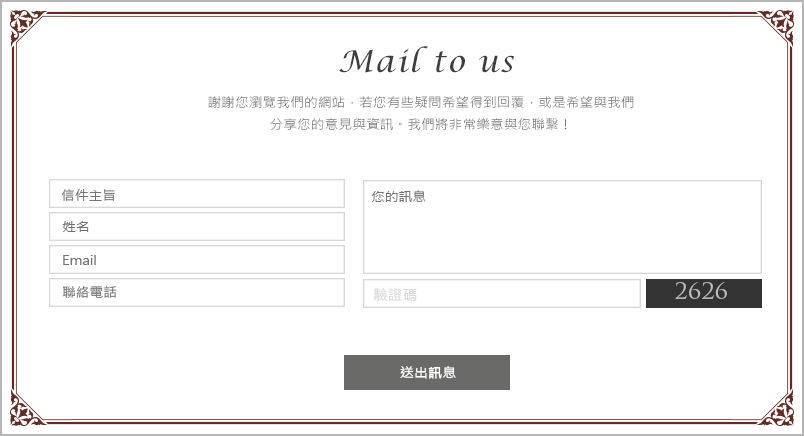 Mail to us
謝謝您瀏覽我們的網站，若您有些疑問希望得到回覆，或是希望與我們
分享您的意見與資訊。我們將非常樂意與您聯繫！
信件主旨
姓名
Email
聯絡電話
您的訊息
驗證碼
2626
送出訊息